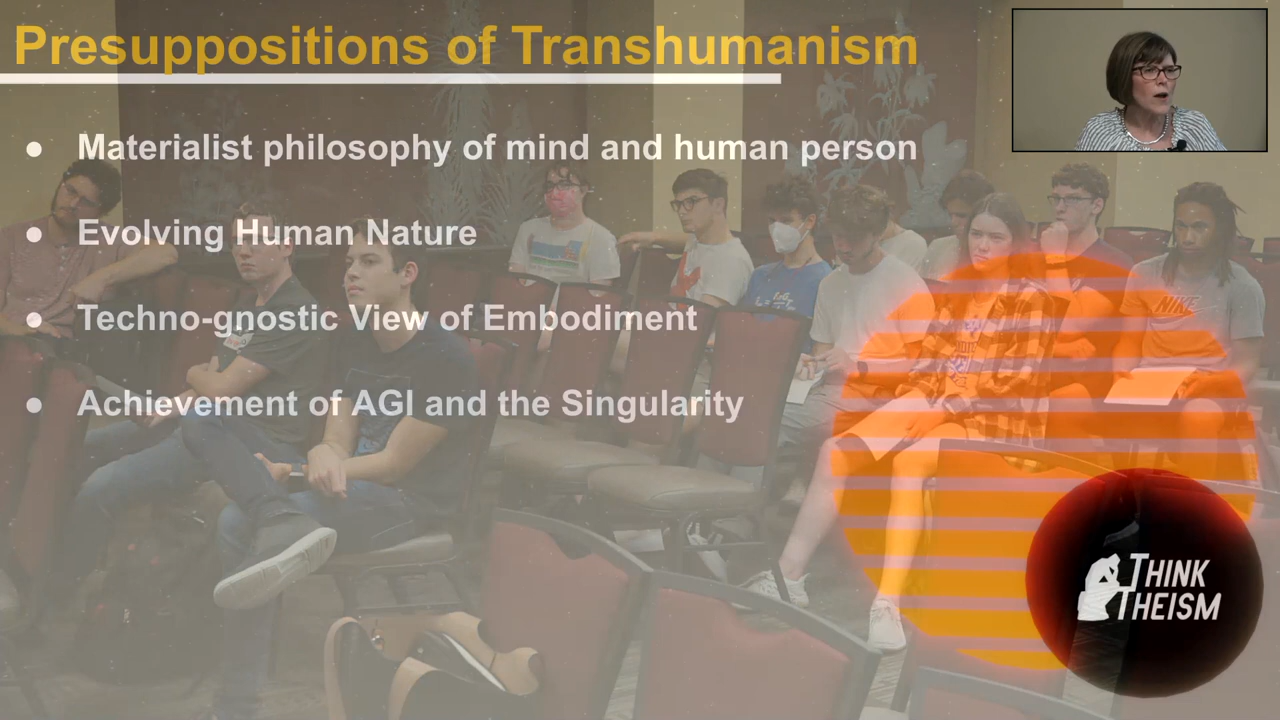 Presuppositions of Transhumanism
● Materialist philosophy of mind and human person
● Evolving Human Nature
● Techno-gnostic View of Embodiment
● Achievement of AGI and the Singularity
NIKE
THINK
THEISM